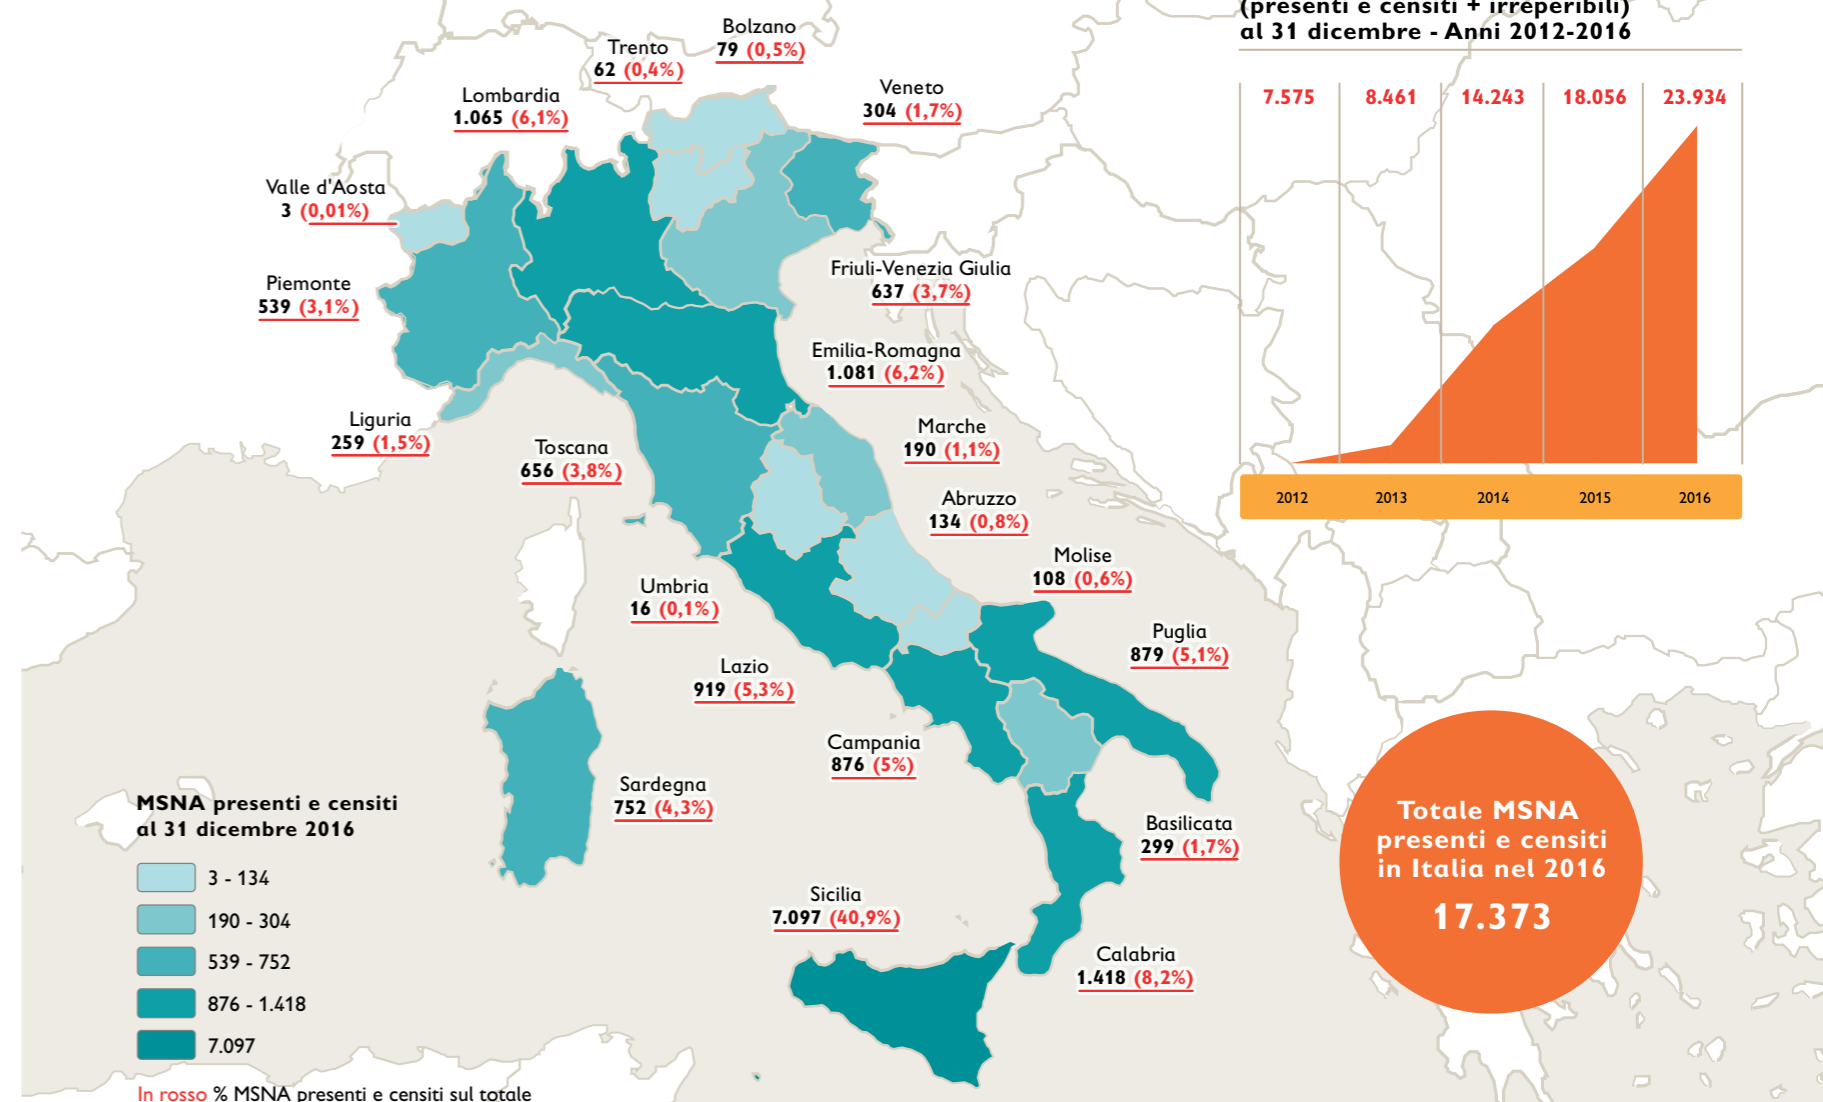 (presenti e censiti + irreperibili)
al 31 dicembre - Anni 2012-2016
7.575 8.461 14.243 18.056 23.934
2012 2013 2014 2015 2016
Bolzano
79 (0,5%)
Trento
62 (0,4%)
Veneto
304 (1,7%)
Lombardia
1.065 (6,1%)
Valle d'Aosta
3 (0,01%)
Friuli-Venezia Giulia
637 (3,7%)
Piemonte
539 (3,1%)
Emilia-Romagna
1.081 (6,2%)
Liguria
259 (1,5%)
Marche
190 (1,1%)
Toscana
656 (3,8%)
Abruzzo
134 (0,8%)
Molise
108 (0,6%)
Umbria
16 (0,1%)
Puglia
879 (5,1%)
Lazio
919 (5,3%)
Campania
876 (5%)
Sardegna
752 (4,3%)
Basilicata
299 (1,7%)
Sicilia
7.097 (40,9%)
Calabria
1.418 (8,2%)
Totale MSNA
presenti e censiti
in Italia nel 2016
17.373
MSNA presenti e censiti
al 31 dicembre 2016
3 - 134
190 - 304
539 - 752
876 - 1.418
7.097
In rosso % MSNA presenti e censiti sul totale